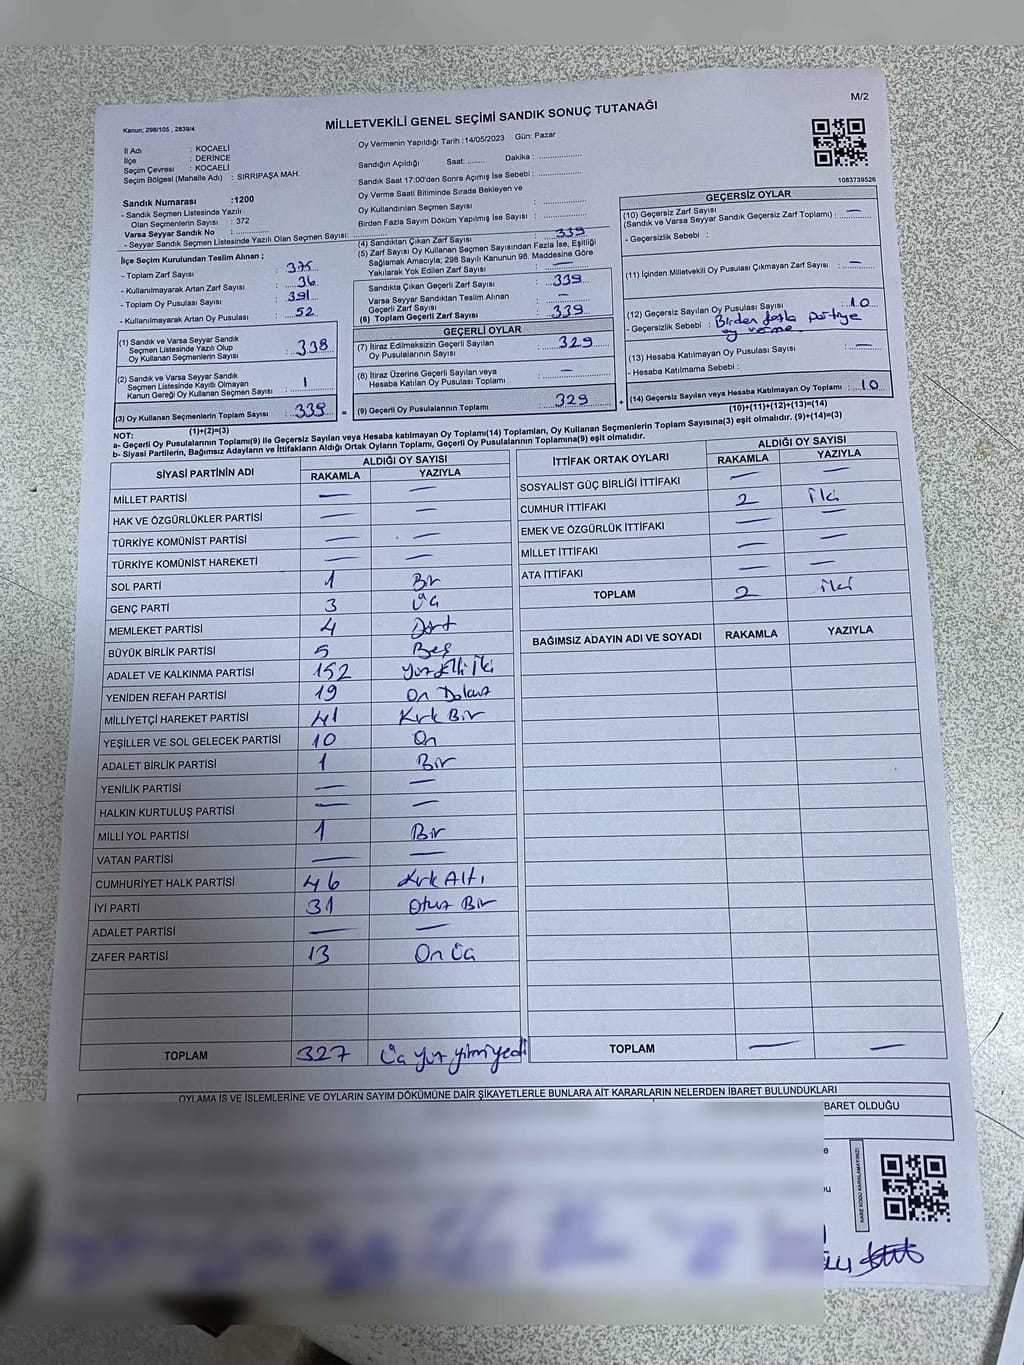 M/2
Kanun; 298/105 , 2839/4
MİLLETVEKİLİ GENEL SEÇİMİ SANDIK SONUÇ TUTANAĞI
İl Adı : KOCAELİ
İlçe : DERİNCE
Seçim Çevresi : KOCAELİ
Seçim Bölgesi (Mahalle Adı) : SIRRIPAŞA MAH.
Sandık Numarası :1200
- Sandık Seçmen Listesinde Yazılı
Olan Seçmenlerin Sayısı : 372
Varsa Seyyar Sandık No : ............
- Seyyar Sandık Seçmen Listesinde Yazılı Olan Seçmen Sayısı: ............
Oy Vermenin Yapıldığı Tarih :14/05/2023 Gün: Pazar
Sandığın Açıldığı Saat: ....... Dakika : ..............
Sandık Saat 17:00'den Sonra Açılmış İse Sebebi : ..............
Oy Verme Saati Bitiminde Sırada Bekleyen ve
Oy Kullandırılan Seçmen Sayısı : ..............
Birden Fazla Sayım Döküm Yapılmış İse Sayısı : ..............
1083739526
İlçe Seçim Kurulundan Teslim Alınan ;
- Toplam Zarf Sayısı : 375
- Kullanılmayarak Artan Zarf Sayısı : 36
- Toplam Oy Pusulası Sayısı : 391
- Kullanılmayarak Artan Oy Pusulası : 52
(1) Sandık ve Varsa Seyyar Sandık
Seçmen Listesinde Yazılı Olup
Oy Kullanan Seçmenlerin Sayısı : 338
(2) Sandık ve Varsa Seyyar Sandık
Seçmen Listesinde Kayıtlı Olmayan
Kanun Gereği Oy Kullanan Seçmen Sayısı : 1
(3) Oy Kullanan Seçmenlerin Toplam Sayısı : 339 =
(1)+(2)=(3)
(4) Sandıktan Çıkan Zarf Sayısı : 339
(5) Zarf Sayısı Oy Kullanan Seçmen Sayısından Fazla İse, Eşitliği
Sağlamak Amacıyla; 298 Sayılı Kanunun 98. Maddesine Göre
Yakılarak Yok Edilen Zarf Sayısı : —
Sandıkta Çıkan Geçerli Zarf Sayısı : 339
Varsa Seyyar Sandıktan Teslim Alınan
Geçerli Zarf Sayısı : —
(6) Toplam Geçerli Zarf Sayısı : 339
GEÇERLİ OYLAR
(7) İtiraz Edilmeksizin Geçerli Sayılan
Oy Pusulalarının Sayısı : 329
(8) İtiraz Üzerine Geçerli Sayılan veya
Hesaba Katılan Oy Pusulası Toplamı : —
(9) Geçerli Oy Pusulalarının Toplamı : 329 +
GEÇERSİZ OYLAR
(10) Geçersiz Zarf Sayısı
(Sandık ve Varsa Seyyar Sandık Geçersiz Zarf Toplamı) : —
- Geçersizlik Sebebi :
(11) İçinden Milletvekili Oy Pusulası Çıkmayan Zarf Sayısı : —
(12) Geçersiz Sayılan Oy Pusulası Sayısı : 10
- Geçersizlik Sebebi : Birden fazla partiye
oy verme
(13) Hesaba Katılmayan Oy Pusulası Sayısı : —
- Hesaba Katılmama Sebebi :
(14) Geçersiz Sayılan veya Hesaba Katılmayan Oy Toplamı : 10
(10)+(11)+(12)+(13)=(14)
NOT:
a- Geçerli Oy Pusulalarının Toplamı(9) ile Geçersiz Sayılan veya Hesaba katılmayan Oy Toplamı(14) Toplamları, Oy Kullanan Seçmenlerin Toplam Sayısına(3) eşit olmalıdır. (9)+(14)=(3)
b- Siyasi Partilerin, Bağımsız Adayların ve İttifakların Aldığı Ortak Oyların Toplamı, Geçerli Oy Pusulalarının Toplamına(9) eşit olmalıdır.
SİYASİ PARTİNİN ADI ALDIĞI OY SAYISI
RAKAMLA YAZIYLA
MİLLET PARTİSİ — —
HAK VE ÖZGÜRLÜKLER PARTİSİ — —
TÜRKİYE KOMÜNİST PARTİSİ — —
TÜRKİYE KOMÜNİST HAREKETİ — —
SOL PARTİ 1 Bir
GENÇ PARTİ 3 Üç
MEMLEKET PARTİSİ 4 Dört
BÜYÜK BİRLİK PARTİSİ 5 Beş
ADALET VE KALKINMA PARTİSİ 152 Yüz Elli İki
YENİDEN REFAH PARTİSİ 19 On Dokuz
MİLLİYETÇİ HAREKET PARTİSİ 41 Kırk Bir
YEŞİLLER VE SOL GELECEK PARTİSİ 10 On
ADALET BİRLİK PARTİSİ 1 Bir
YENİLİK PARTİSİ — —
HALKIN KURTULUŞ PARTİSİ — —
MİLLİ YOL PARTİSİ 1 Bir
VATAN PARTİSİ — —
CUMHURİYET HALK PARTİSİ 46 Kırk Altı
İYİ PARTİ 31 Otuz Bir
ADALET PARTİSİ — —
ZAFER PARTİSİ 13 On Üç
TOPLAM 327 Üç yüz yirmi yedi
İTTİFAK ORTAK OYLARI ALDIĞI OY SAYISI
RAKAMLA YAZIYLA
SOSYALİST GÜÇ BİRLİĞİ İTTİFAKI — —
CUMHUR İTTİFAKI 2 İki
EMEK VE ÖZGÜRLÜK İTTİFAKI — —
MİLLET İTTİFAKI — —
ATA İTTİFAKI — —
TOPLAM 2 iki
BAĞIMSIZ ADAYIN ADI VE SOYADI RAKAMLA YAZIYLA
TOPLAM — —
OYLAMA İŞ VE İŞLEMLERİNE VE OYLARIN SAYIM DÖKÜMÜNE DAİR ŞİKAYETLERLE BUNLARA AİT KARARLARIN NELERDEN İBARET BULUNDUKLARI
BARET OLDUĞU
KARE KODU KARALAMAYINIZ!